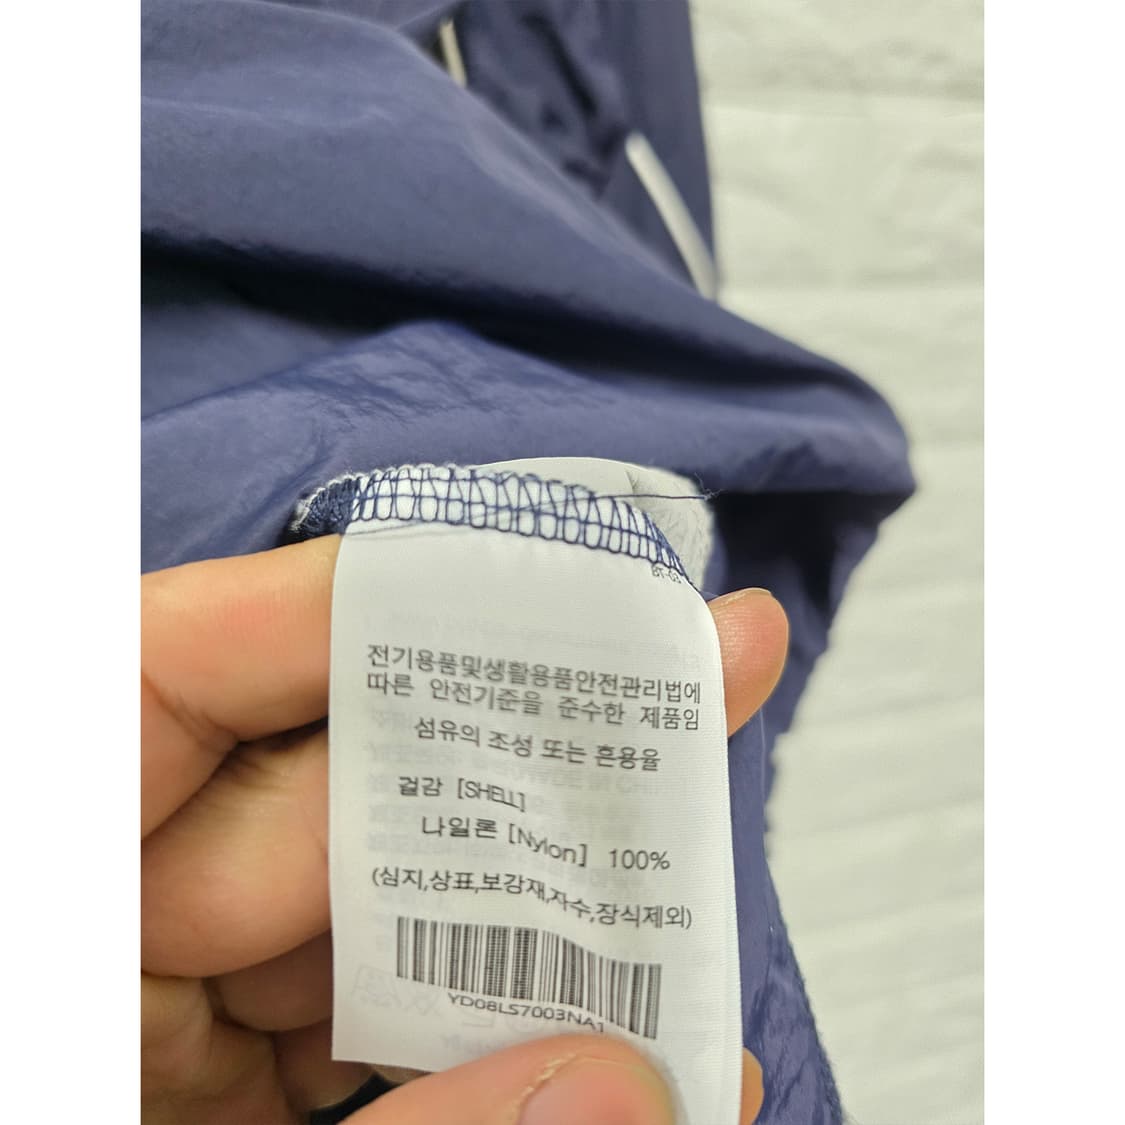 BT-03
전기용품및생활용품안전관리법에
따른 안전기준을 준수한 제품임
섬유의 조성 또는 혼용율
겉감 [SHELL]
나일론 [Nylon] 100%
(심지,상표,보강재,자수,장식제외)
YD08LS7003NA1